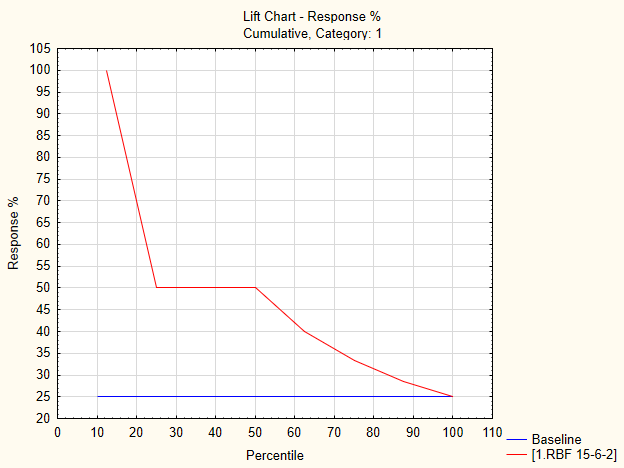 Lift Chart - Response %
Cumulative, Category: 1
105
100
95
90
85
80
75
70
65
60
55
50
45
40
35
30
25
20
Response %
0 10 20 30 40 50 60 70 80 90 100 110
Percentile
Baseline
[1.RBF 15-6-2]